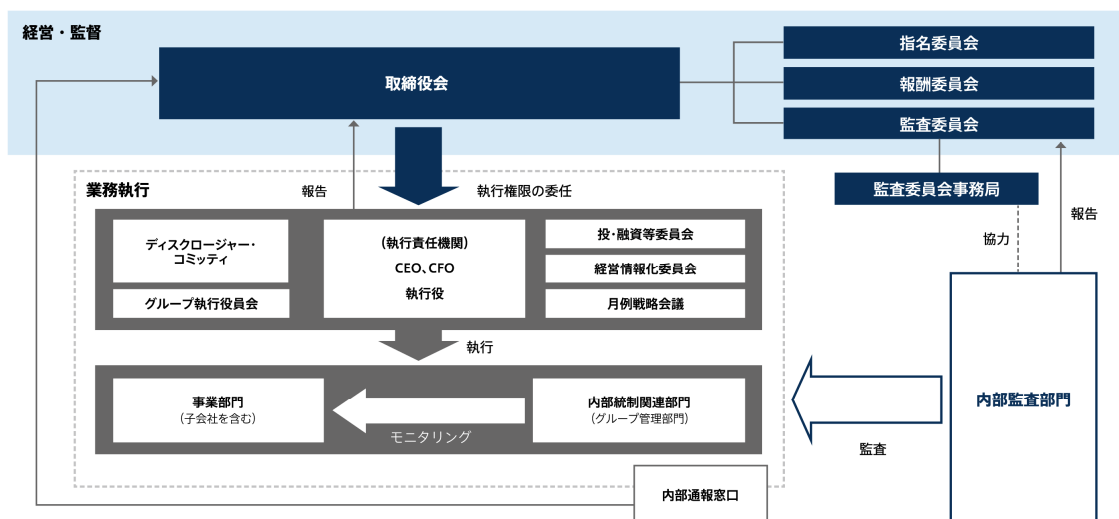 経営・監督
取締役会
指名委員会
報酬委員会
監査委員会
業務執行
報告
執行権限の委任
監査委員会事務局
報告
協力
ディスクロージャー・
コミッティ
グループ執行役員会
(執行責任機関)
CEO、CFO
執行役
投・融資等委員会
経営情報化委員会
月例戦略会議
執行
事業部門
(子会社を含む)
モニタリング
内部統制関連部門
(グループ管理部門)
監査
内部監査部門
内部通報窓口